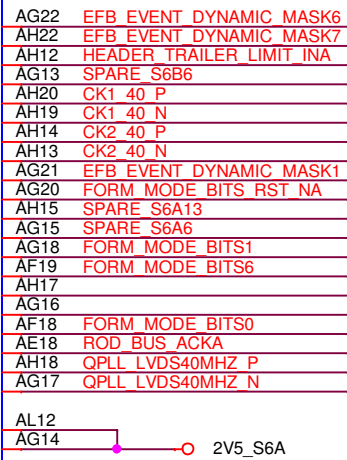 AG22 EFB_EVENT_DYNAMIC_MASK6
AH22 EFB_EVENT_DYNAMIC_MASK7
AH12 HEADER_TRAILER_LIMIT_INA
AG13 SPARE_S6B6
AH20 CK1_40_P
AH19 CK1_40_N
AH14 CK2_40_P
AH13 CK2_40_N
AG21 EFB_EVENT_DYNAMIC_MASK1
AG20 FORM_MODE_BITS_RST_NA
AH15 SPARE_S6A13
AG15 SPARE_S6A6
AG18 FORM_MODE_BITS1
AF19 FORM_MODE_BITS6
AH17
AG16
AF18 FORM_MODE_BITS0
AE18 ROD_BUS_ACKA
AH18 QPLL_LVDS40MHZ_P
AG17 QPLL_LVDS40MHZ_N
AL12
AG14 2V5_S6A